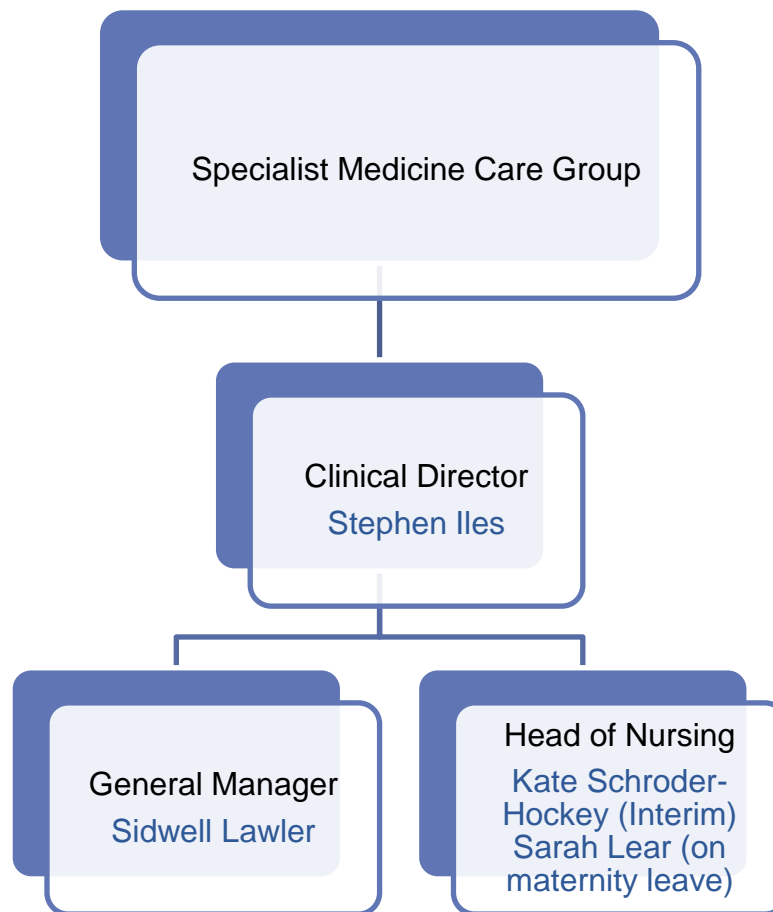 Specialist Medicine Care Group
Clinical Director
Stephen Iles
General Manager
Sidwell Lawler
Head of Nursing
Kate Schroder-
Hockey (Interim)
Sarah Lear (on
maternity leave)